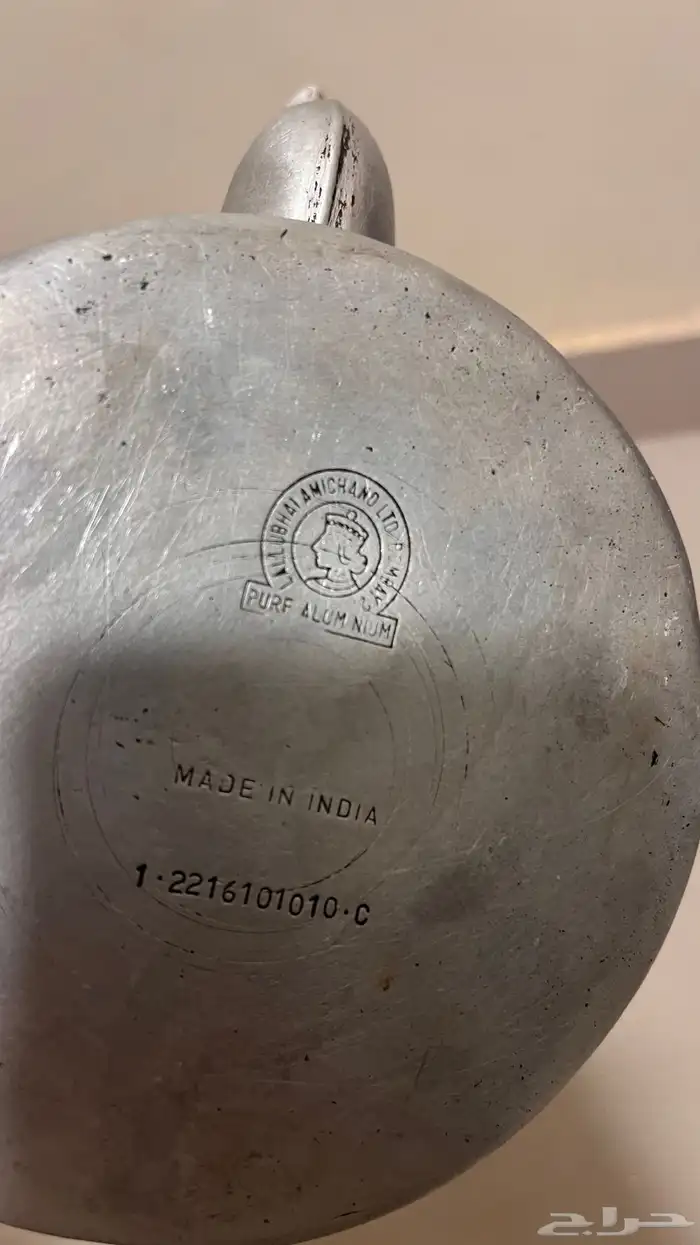 LALLUBHAI AMICHAND LTD
PURE ALUMINIUM
MADE IN INDIA
1·2216101010·C
حراج